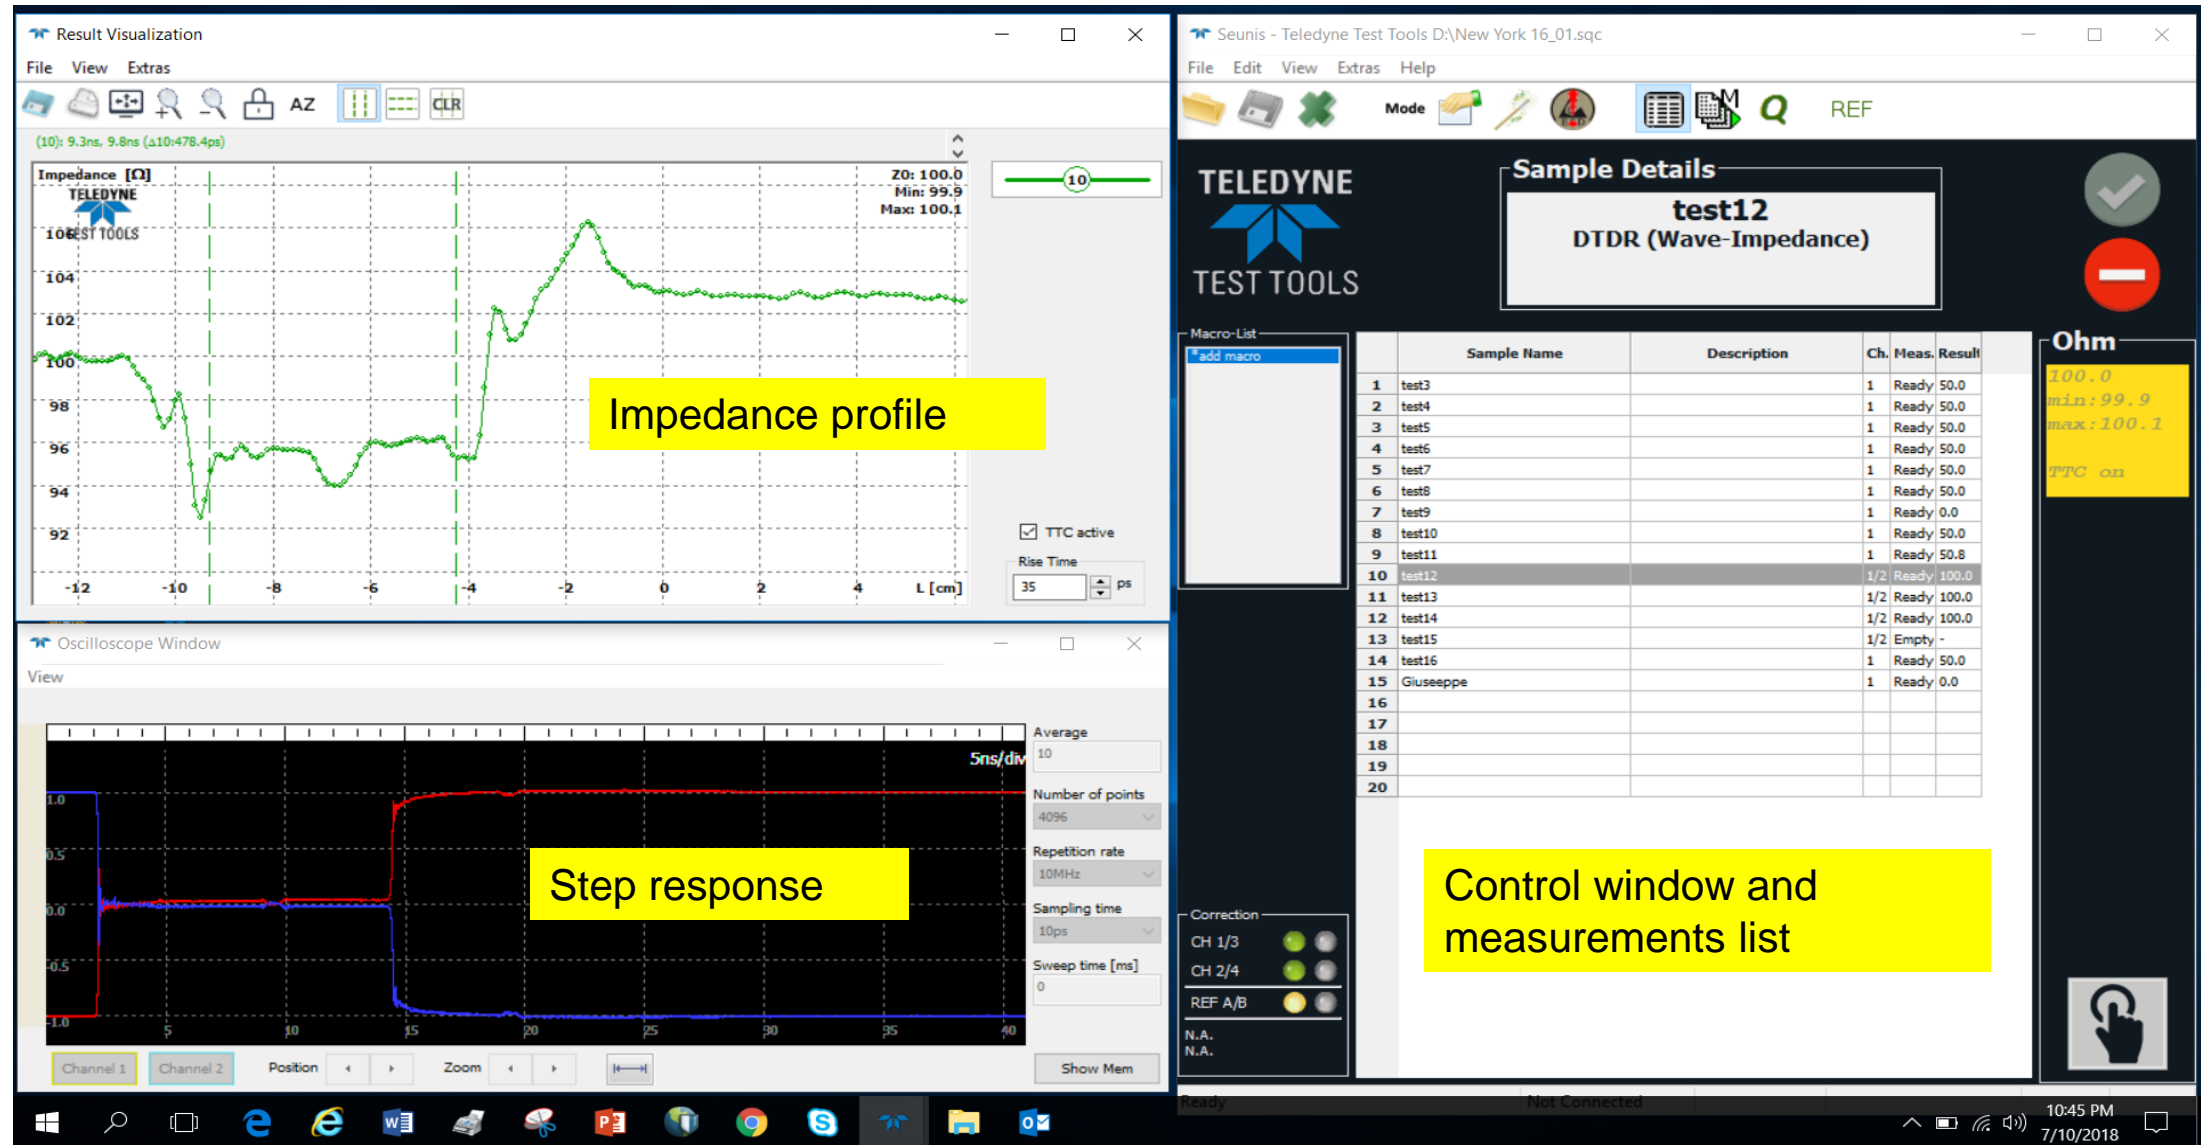 Result Visualization
File View Extras
AZ CLR
(10): 9.3ns, 9.8ns (Δ10:478.4ps)
Impedance [Ω]
TELEDYNE
TEST TOOLS
Z0: 100.0
Min: 99.9
Max: 100.1
10
106
104
102
100
98
96
94
92
-12 -10 -8 -6 -4 -2 0 2 4 L [cm]
Impedance profile
TTC active
Rise Time
35 ps
Oscilloscope Window
View
5ns/div
1.0
0.5
0.0
-0.5
-1.0
5 10 15 20 25 30 35 40
Step response
Average
10
Number of points
4096
Repetition rate
10MHz
Sampling time
10ps
Sweep time [ms]
0
Channel 1 Channel 2 Position Zoom Show Mem
Seunis - Teledyne Test Tools D:\New York 16_01.sqc
File Edit View Extras Help
Mode M Q REF
TELEDYNE
TEST TOOLS
Sample Details
test12
DTDR (Wave-Impedance)
Macro-List
*add macro
Sample Name Description Ch. Meas. Result
1 test3 1 Ready 50.0
2 test4 1 Ready 50.0
3 test5 1 Ready 50.0
4 test6 1 Ready 50.0
5 test7 1 Ready 50.0
6 test8 1 Ready 50.0
7 test9 1 Ready 0.0
8 test10 1 Ready 50.0
9 test11 1 Ready 50.8
10 test12 1/2 Ready 100.0
11 test13 1/2 Ready 100.0
12 test14 1/2 Ready 100.0
13 test15 1/2 Empty -
14 test16 1 Ready 50.0
15 Giuseeppe 1 Ready 0.0
16
17
18
19
20
Ohm
100.0
min:99.9
max:100.1
TTC on
Control window and
measurements list
Correction
CH 1/3
CH 2/4
REF A/B
N.A.
N.A.
Ready Not Connected
10:45 PM
7/10/2018